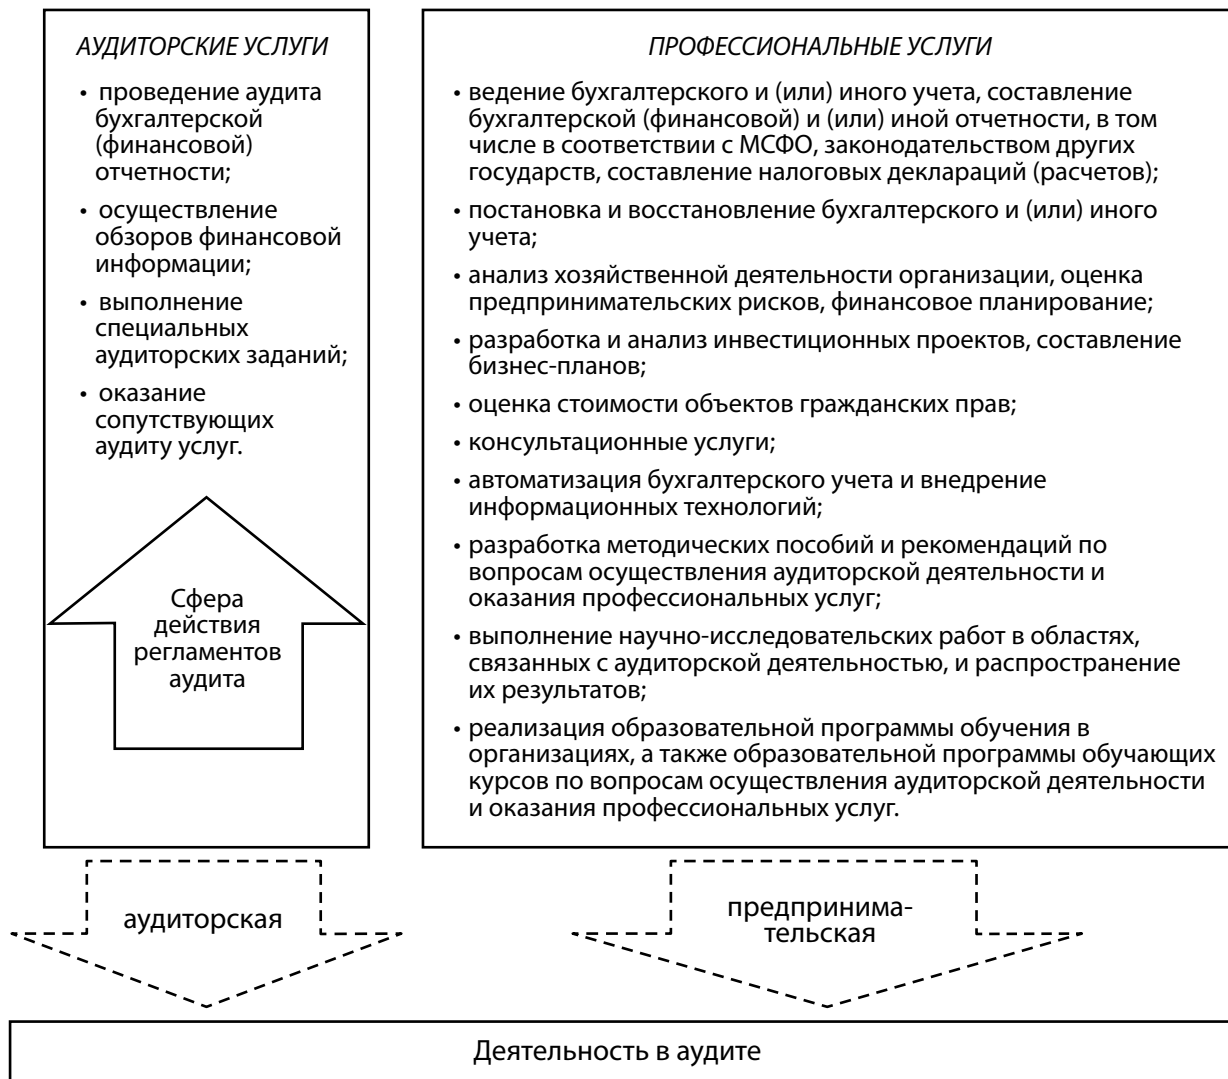 АУДИТОРСКИЕ УСЛУГИ
• проведение аудита
бухгалтерской
(финансовой)
отчетности;
• осуществление
обзоров финансовой
информации;
• выполнение
специальных
аудиторских заданий;
• оказание
сопутствующих
аудиту услуг.
Сфера
действия
регламентов
аудита
ПРОФЕССИОНАЛЬНЫЕ УСЛУГИ
• ведение бухгалтерского и (или) иного учета, составление
бухгалтерской (финансовой) и (или) иной отчетности, в том
числе в соответствии с МСФО, законодательством других
государств, составление налоговых деклараций (расчетов);
• постановка и восстановление бухгалтерского и (или) иного
учета;
• анализ хозяйственной деятельности организации, оценка
предпринимательских рисков, финансовое планирование;
• разработка и анализ инвестиционных проектов, составление
бизнес-планов;
• оценка стоимости объектов гражданских прав;
• консультационные услуги;
• автоматизация бухгалтерского учета и внедрение
информационных технологий;
• разработка методических пособий и рекомендаций по
вопросам осуществления аудиторской деятельности и
оказания профессиональных услуг;
• выполнение научно-исследовательских работ в областях,
связанных с аудиторской деятельностью, и распространение
их результатов;
• реализация образовательной программы обучения в
организациях, а также образовательной программы обучающих
курсов по вопросам осуществления аудиторской деятельности
и оказания профессиональных услуг.
аудиторская
предпринима-
тельская
Деятельность в аудите